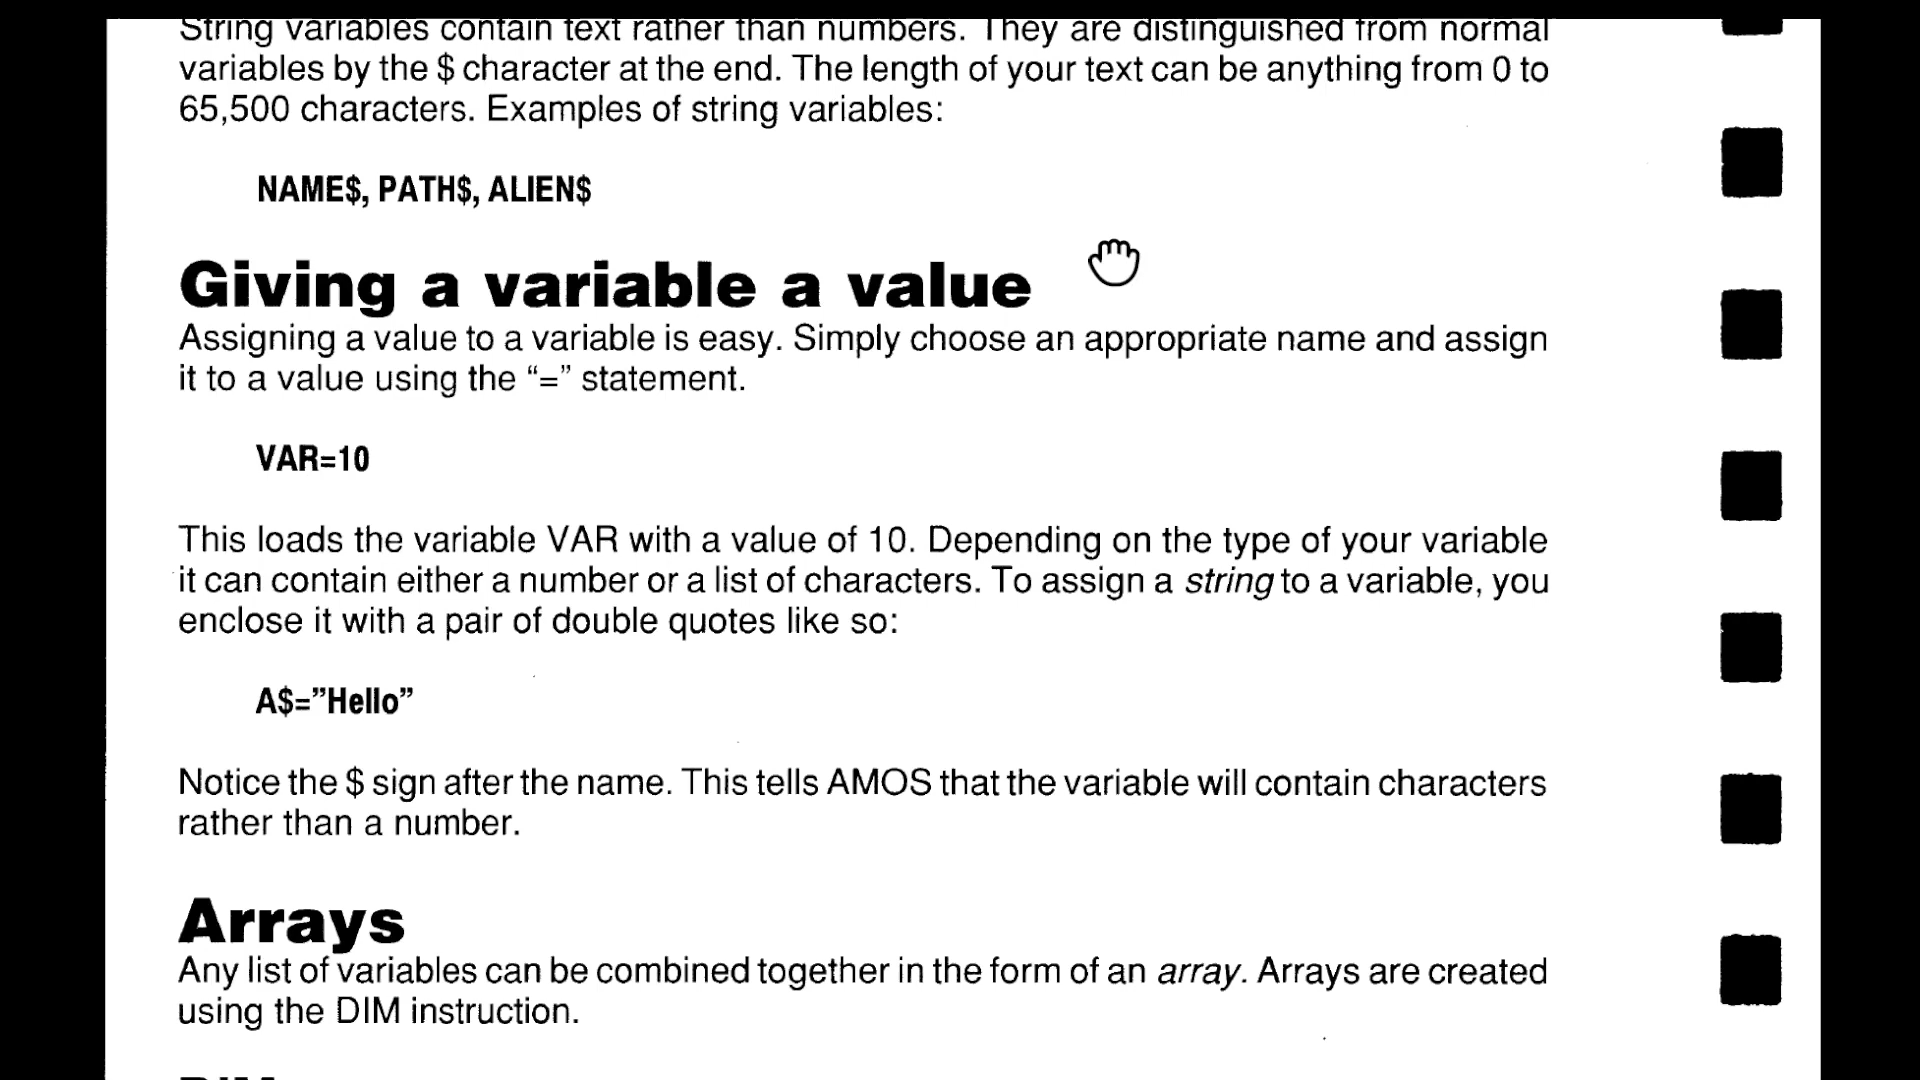 String variables contain text rather than numbers. They are distinguished from normal
variables by the $ character at the end. The length of your text can be anything from 0 to
65,500 characters. Examples of string variables:
NAME$, PATH$, ALIEN$
Giving a variable a value
Assigning a value to a variable is easy. Simply choose an appropriate name and assign
it to a value using the “=” statement.
VAR=10
This loads the variable VAR with a value of 10. Depending on the type of your variable
it can contain either a number or a list of characters. To assign a string to a variable, you
enclose it with a pair of double quotes like so:
A$=”Hello”
Notice the $ sign after the name. This tells AMOS that the variable will contain characters
rather than a number.
Arrays
Any list of variables can be combined together in the form of an array. Arrays are created
using the DIM instruction.